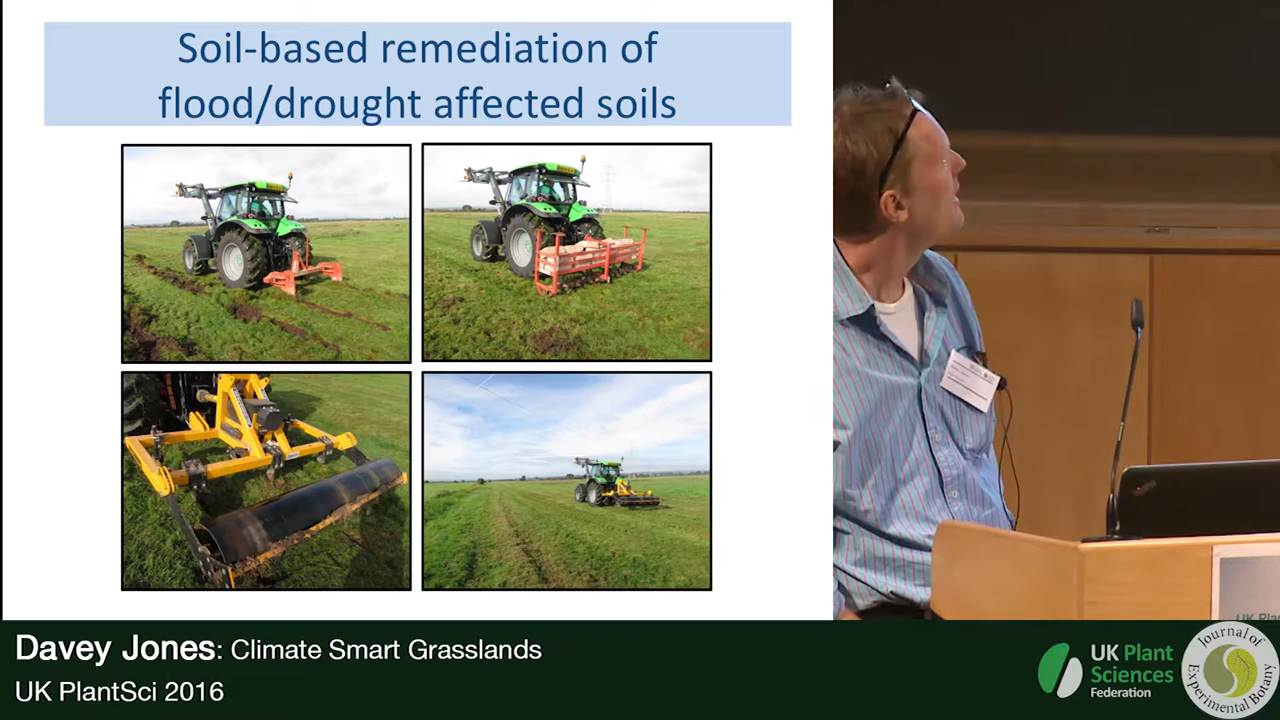 Soil-based remediation of
flood/drought affected soils
Davey Jones: Climate Smart Grasslands
UK PlantSci 2016
UK Plant
Sciences
Federation
Journal of
Experimental Botany